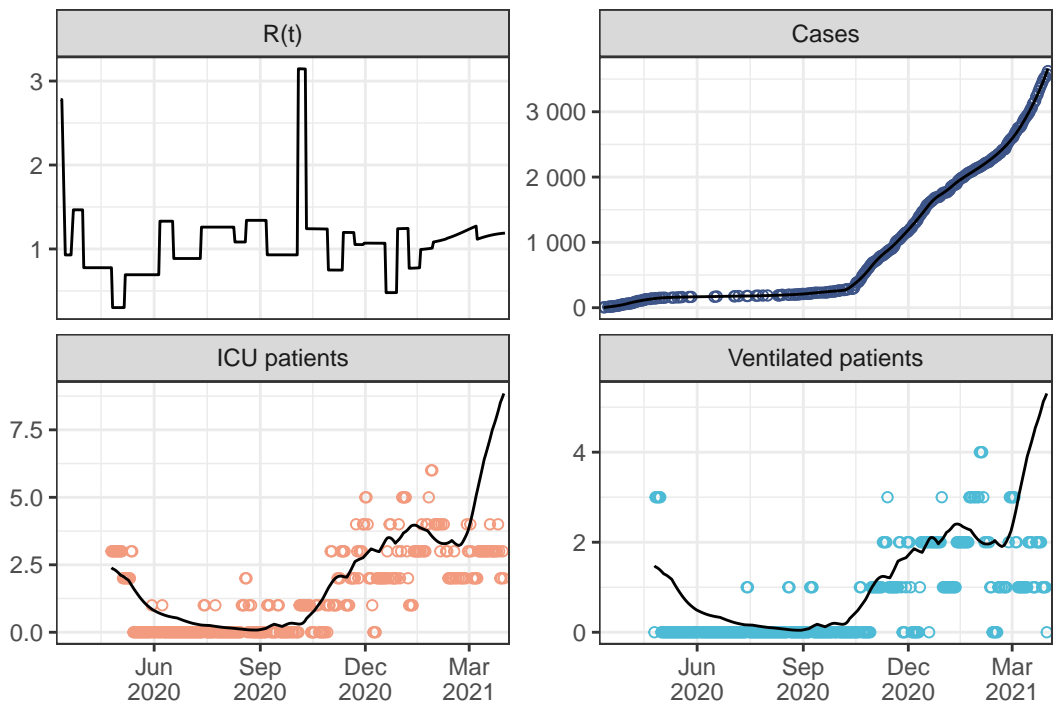 R(t)
Cases
3
2
1
3 000
2 000
1 000
0
ICU patients
Ventilated patients
7.5
5.0
2.5
0.0
4
2
0
Jun
2020
Sep
2020
Dec
2020
Mar
2021
Jun
2020
Sep
2020
Dec
2020
Mar
2021